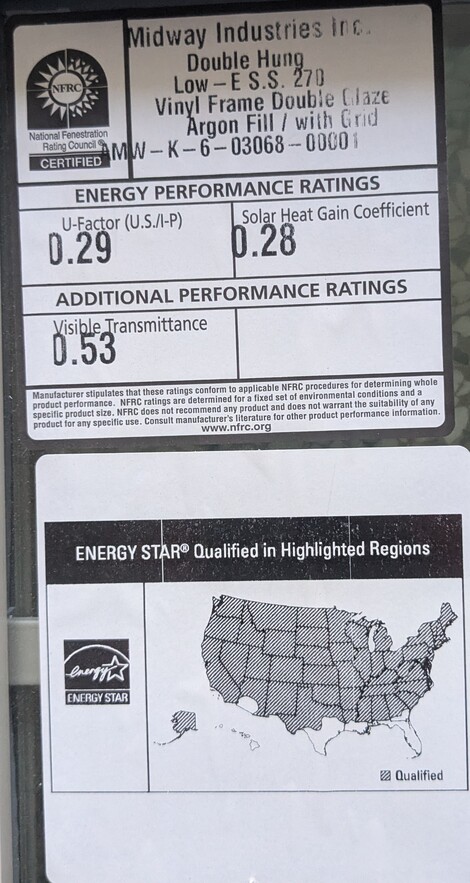 Midway Industries Inc.
Double Hung
Low-E S.S. 270
Vinyl Frame Double Glaze
Argon Fill / with Grid
AMW-K-6-03068-00001
NFRC
National Fenestration
Rating Council®
CERTIFIED
ENERGY PERFORMANCE RATINGS
U-Factor (U.S./I-P)
0.29
Solar Heat Gain Coefficient
0.28
ADDITIONAL PERFORMANCE RATINGS
Visible Transmittance
0.53
Manufacturer stipulates that these ratings conform to applicable NFRC procedures for determining whole
product performance. NFRC ratings are determined for a fixed set of environmental conditions and a
specific product size. NFRC does not recommend any product and does not warrant the suitability of any
product for any specific use. Consult manufacturer's literature for other product performance information.
www.nfrc.org
ENERGY STAR® Qualified in Highlighted Regions
energy
ENERGY STAR
Qualified